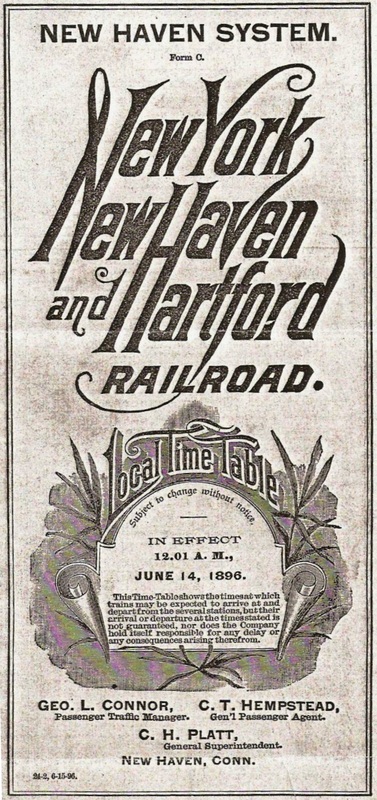 NEW HAVEN SYSTEM.
Form C.
New York
New Haven
and Hartford
RAILROAD.
Local Time Table
Subject to change without notice.
IN EFFECT
12.01 A. M.,
JUNE 14, 1896.
This Time-Table shows the times at which
trains may be expected to arrive at and
depart from the several stations, but their
arrival or departure at the times stated is
not guaranteed, nor does the Company
hold itself responsible for any delay or
any consequences arising therefrom.
GEO. L. CONNOR, C. T. HEMPSTEAD,
Passenger Traffic Manager. Gen'l Passenger Agent.
C. H. PLATT,
General Superintendent.
NEW HAVEN, CONN.
24-2, 6-15-96.